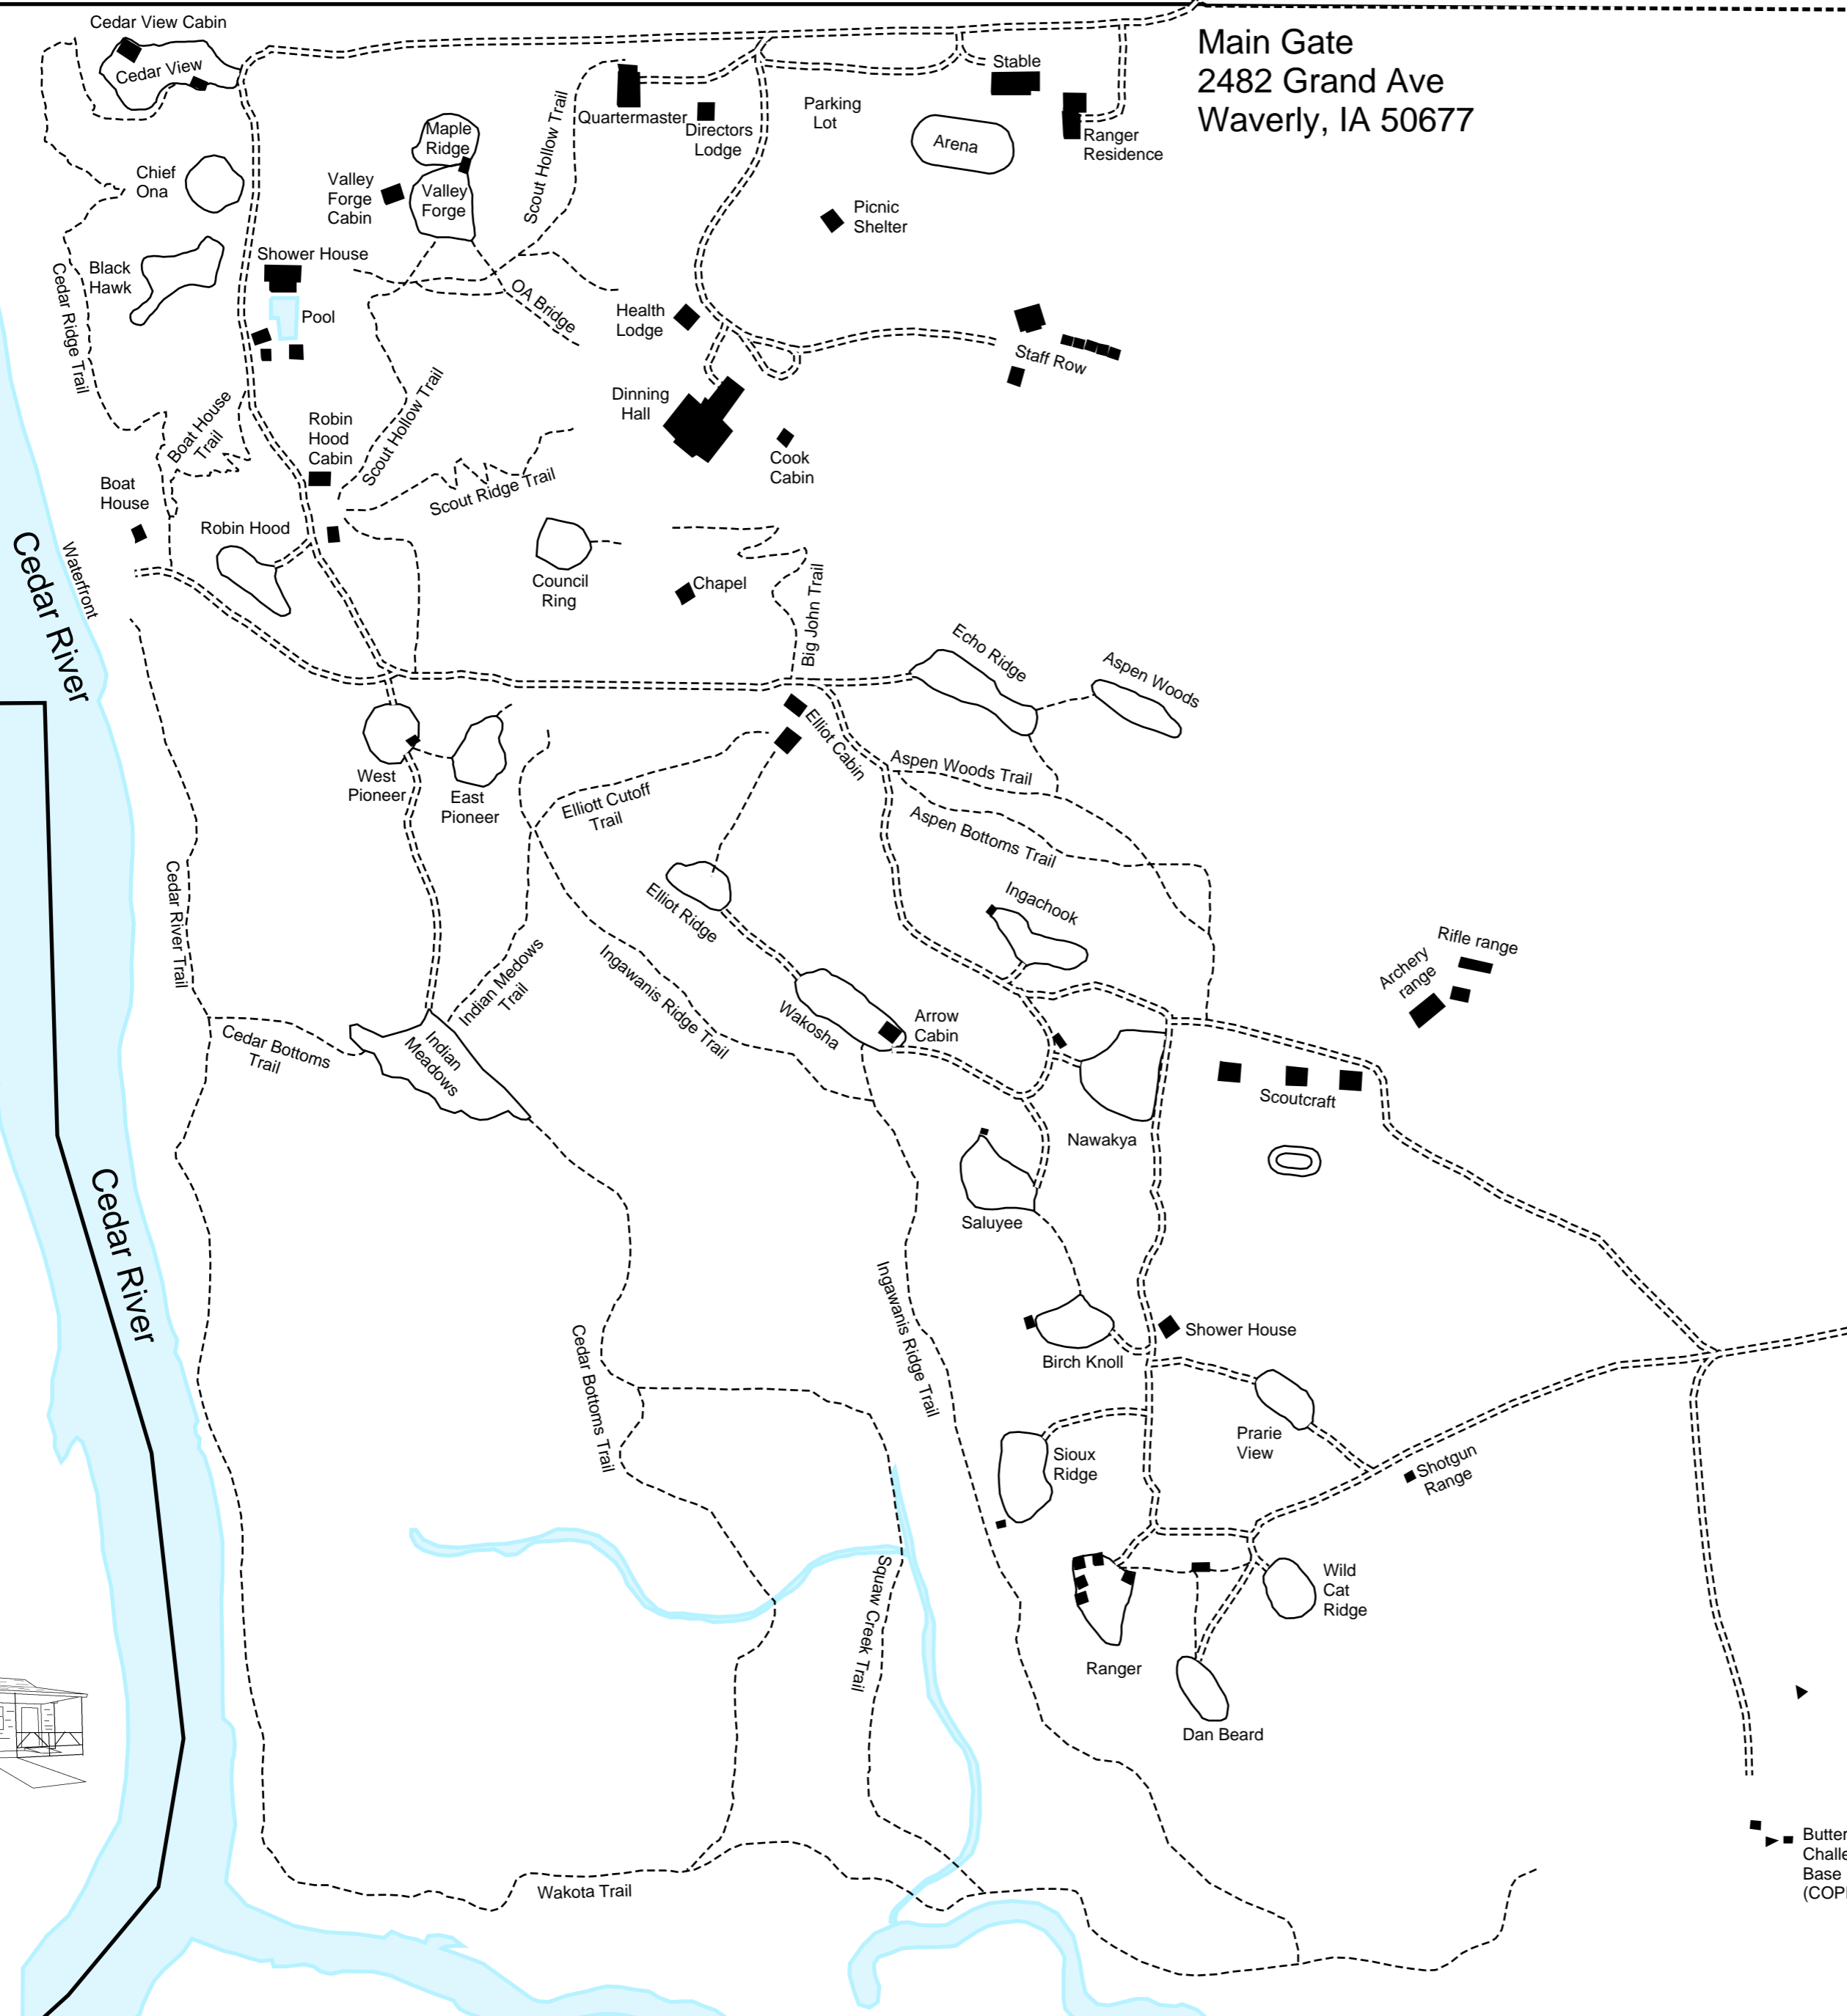 Main Gate
2482 Grand Ave
Waverly, IA 50677
Cedar View Cabin
Cedar View
Stable
Quartermaster
Directors
Lodge
Parking
Lot
Arena
Ranger
Residence
Maple
Ridge
Scout Hollow Trail
Chief
Ona
Valley
Forge
Cabin
Valley
Forge
Picnic
Shelter
Black
Hawk
Shower House
Cedar Ridge Trail
Pool
OA Bridge
Health
Lodge
Staff Row
Dinning
Hall
Boat House
Trail
Robin
Hood
Cabin
Scout Hollow Trail
Cook
Cabin
Boat
House
Scout Ridge Trail
Robin Hood
Cedar River
Waterfront
Council
Ring
Chapel
Big John Trail
Echo Ridge
Aspen Woods
Elliot Cabin
West
Pioneer
East
Pioneer
Elliott Cutoff
Trail
Aspen Woods Trail
Aspen Bottoms Trail
Cedar River Trail
Elliot Ridge
Ingachook
Rifle range
Archery
range
Indian Medows
Trail
Ingawanis Ridge Trail
Wakosha
Arrow
Cabin
Cedar Bottoms
Trail
Indian
Meadows
Scoutcraft
Nawakya
Cedar River
Saluyee
Ingawanis Ridge Trail
Shower House
Birch Knoll
Cedar Bottoms Trail
Prarie
View
Sioux
Ridge
Shotgun
Range
Squaw Creek Trail
Wild
Cat
Ridge
Ranger
Dan Beard
Wakota Trail
Butter
Challe
Base
(COP